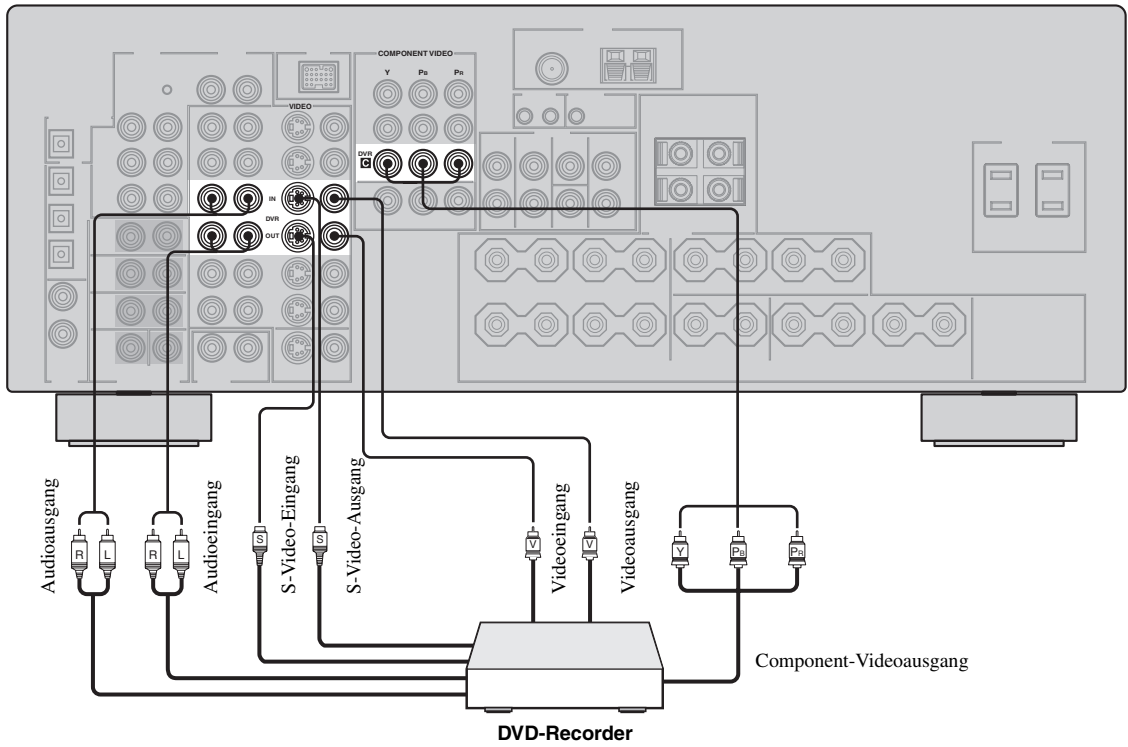 COMPONENT VIDEO
Y PB PR
VIDEO
DVR
C
IN
DVR
OUT
Audioausgang
R L
R L
Audioeingang
S
S-Video-Eingang
S
S-Video-Ausgang
V
Videoeingang
V
Videoausgang
Y
PB
PR
Component-Videoausgang
DVD-Recorder